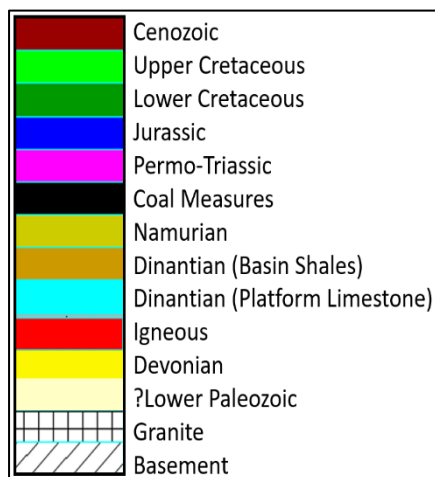 Cenozoic
Upper Cretaceous
Lower Cretaceous
Jurassic
Permo-Triassic
Coal Measures
Namurian
Dinantian (Basin Shales)
Dinantian (Platform Limestone)
Igneous
Devonian
?Lower Paleozoic
Granite
Basement